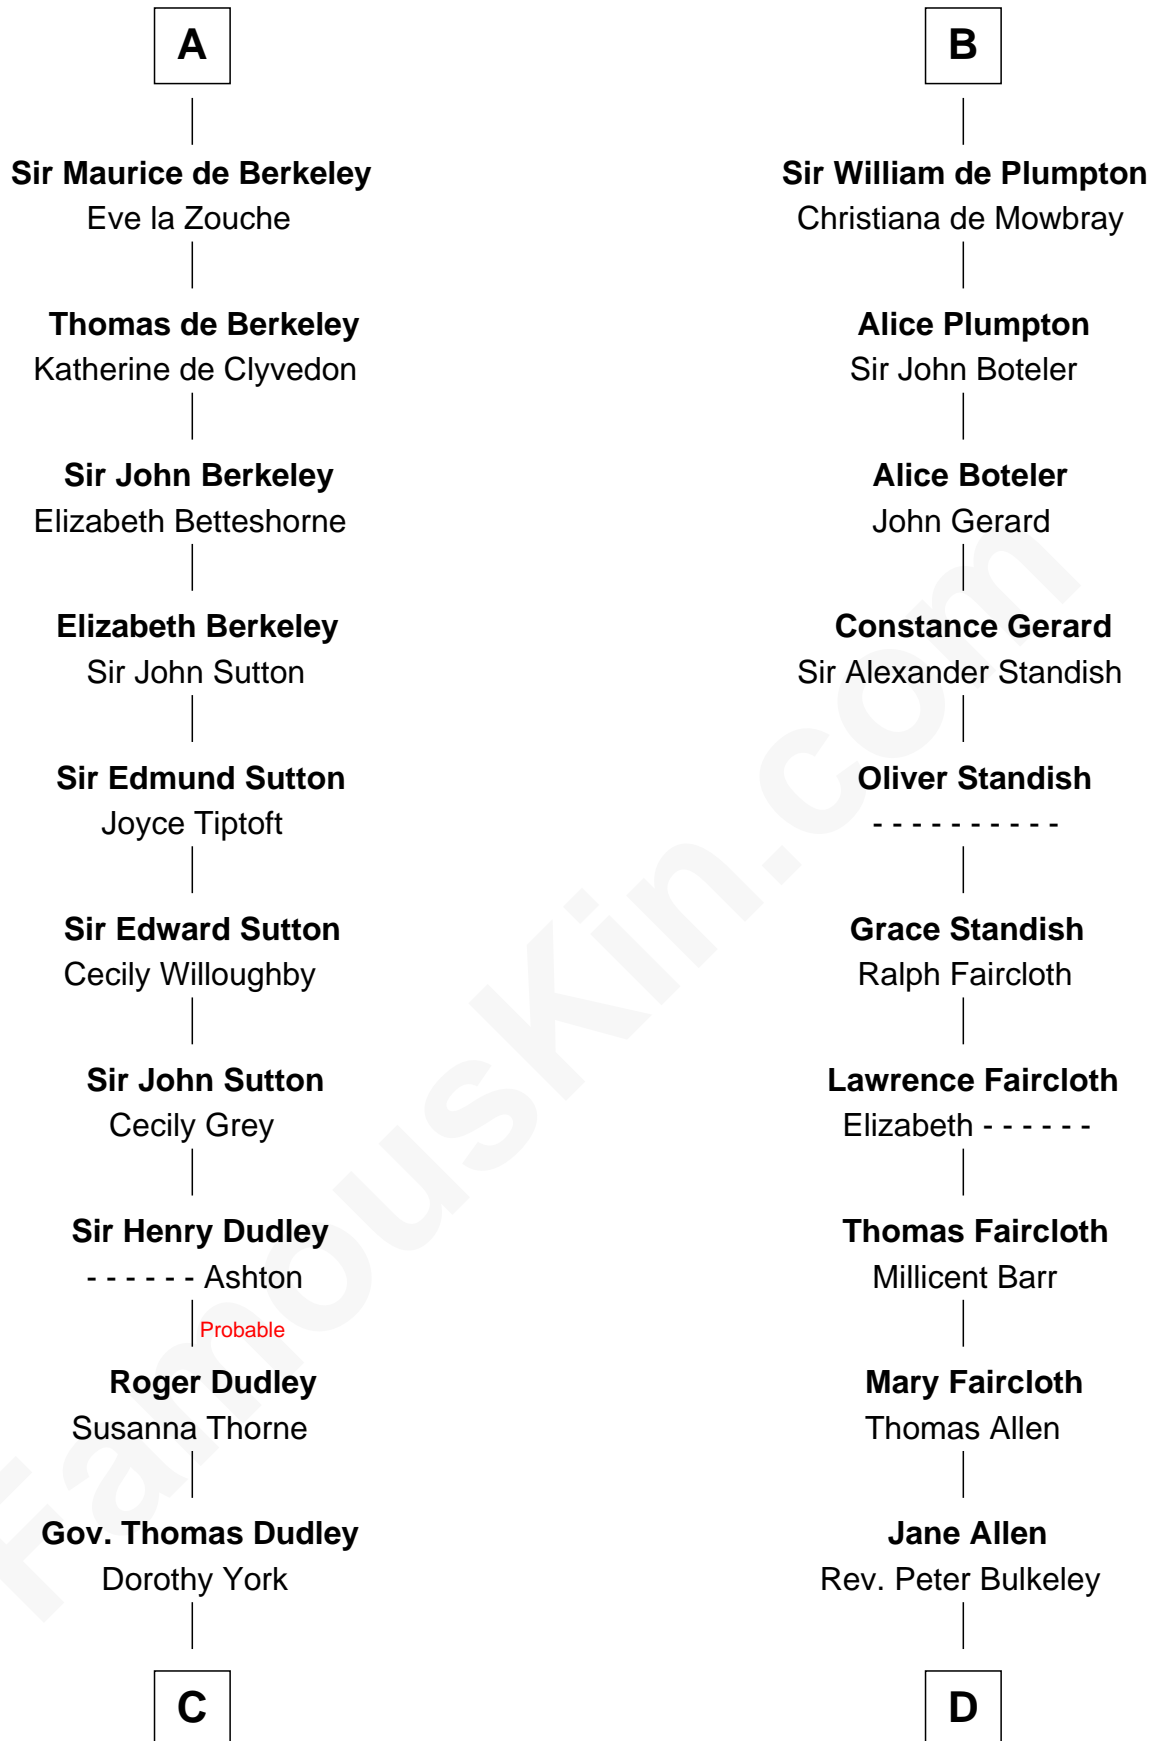 A
Sir Maurice de Berkeley
Eve la Zouche
Thomas de Berkeley
Katherine de Clyvedon
Sir John Berkeley
Elizabeth Betteshorne
Elizabeth Berkeley
Sir John Sutton
Sir Edmund Sutton
Joyce Tiptoft
Sir Edward Sutton
Cecily Willoughby
Sir John Sutton
Cecily Grey
Sir Henry Dudley
- - - - - - Ashton
Probable
Roger Dudley
Susanna Thorne
Gov. Thomas Dudley
Dorothy York
C
B
Sir William de Plumpton
Christiana de Mowbray
Alice Plumpton
Sir John Boteler
Alice Boteler
John Gerard
Constance Gerard
Sir Alexander Standish
Oliver Standish
- - - - - - - - - -
Grace Standish
Ralph Faircloth
Lawrence Faircloth
Elizabeth - - - - - -
Thomas Faircloth
Millicent Barr
Mary Faircloth
Thomas Allen
Jane Allen
Rev. Peter Bulkeley
D
FamousKin.com